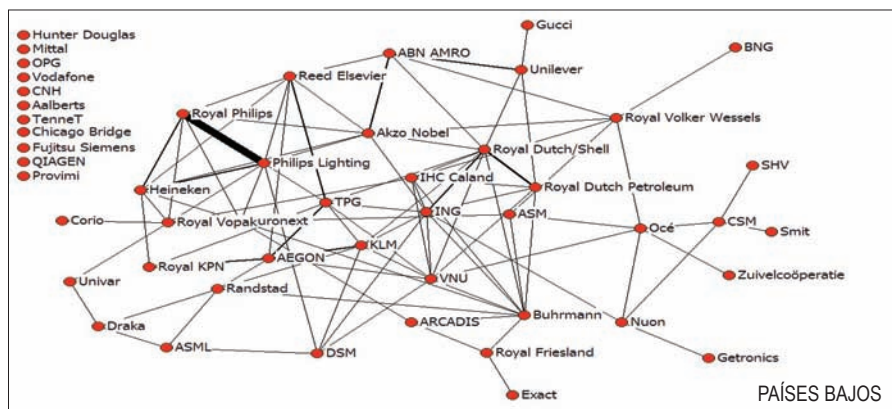 Hunter Douglas
Mittal
OPG
Vodafone
CNH
Aalberts
TenneT
Chicago Bridge
Fujitsu Siemens
QIAGEN
Provimi
Gucci
ABN AMRO
Unilever
BNG
Reed Elsevier
Royal Philips
Akzo Nobel
Royal Volker Wessels
Philips Lighting
Royal Dutch/Shell
SHV
Heineken
IHC Caland
Royal Dutch Petroleum
TPG
ING
ASM
Corio
Royal Vopak
uronext
Océ
CSM
Smit
KLM
Royal KPN
AEGON
VNU
Zuivelcoöperatie
Univar
Randstad
Draka
ARCADIS
Buhrmann
Nuon
ASML
DSM
Royal Friesland
Getronics
Exact
PAÍSES BAJOS